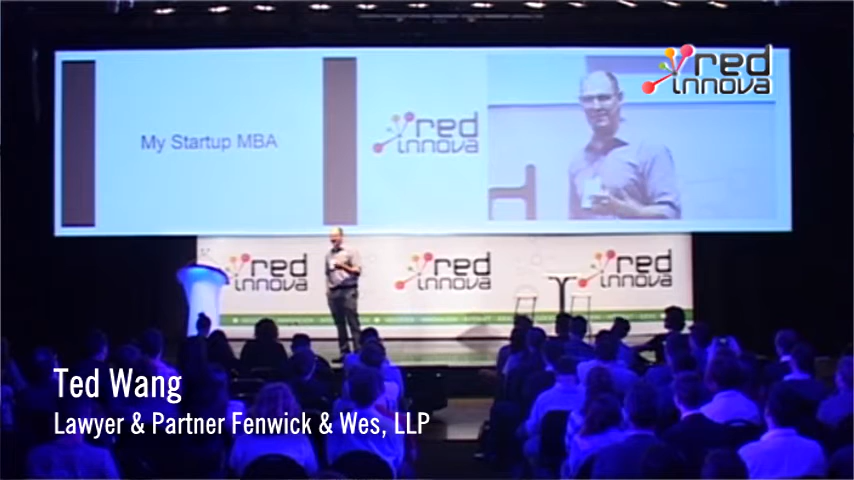 red
innova
My Startup MBA
red
innova
red
innova
red
innova
red
innova
Ted Wang
Lawyer & Partner Fenwick & Wes, LLP